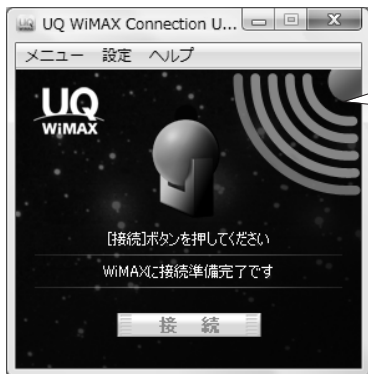 UQ WiMAX Connection U...
メニュー 設定 ヘルプ
UQ
WiMAX
[接続]ボタンを押してください
WiMAXに接続準備完了です
接 続